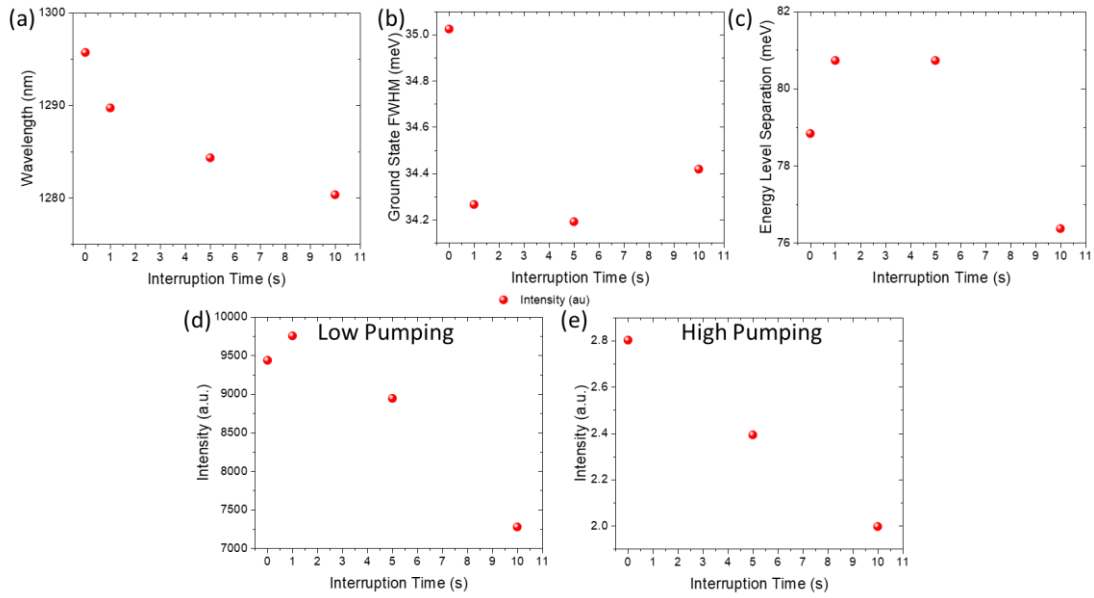 (a)
1300
1290
1280
Wavelength (nm)
0 1 2 3 4 5 6 7 8 9 10 11
Interruption Time (s)
(b)
35.0
34.8
34.6
34.4
34.2
Ground State FWHM (meV)
0 1 2 3 4 5 6 7 8 9 10 11
Interruption Time (s)
(c)
82
80
78
76
Energy Level Separation (meV)
0 1 2 3 4 5 6 7 8 9 10 11
Interruption Time (s)
Intensity (au)
(d)
Low Pumping
10000
9500
9000
8500
8000
7500
7000
Intensity (a.u.)
0 1 2 3 4 5 6 7 8 9 10 11
Interruption Time (s)
(e)
High Pumping
2.8
2.6
2.4
2.2
2.0
Intensity (a.u.)
0 1 2 3 4 5 6 7 8 9 10 11
Interruption Time (s)